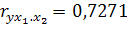 r_{yx_1.x_2} = 0,7271